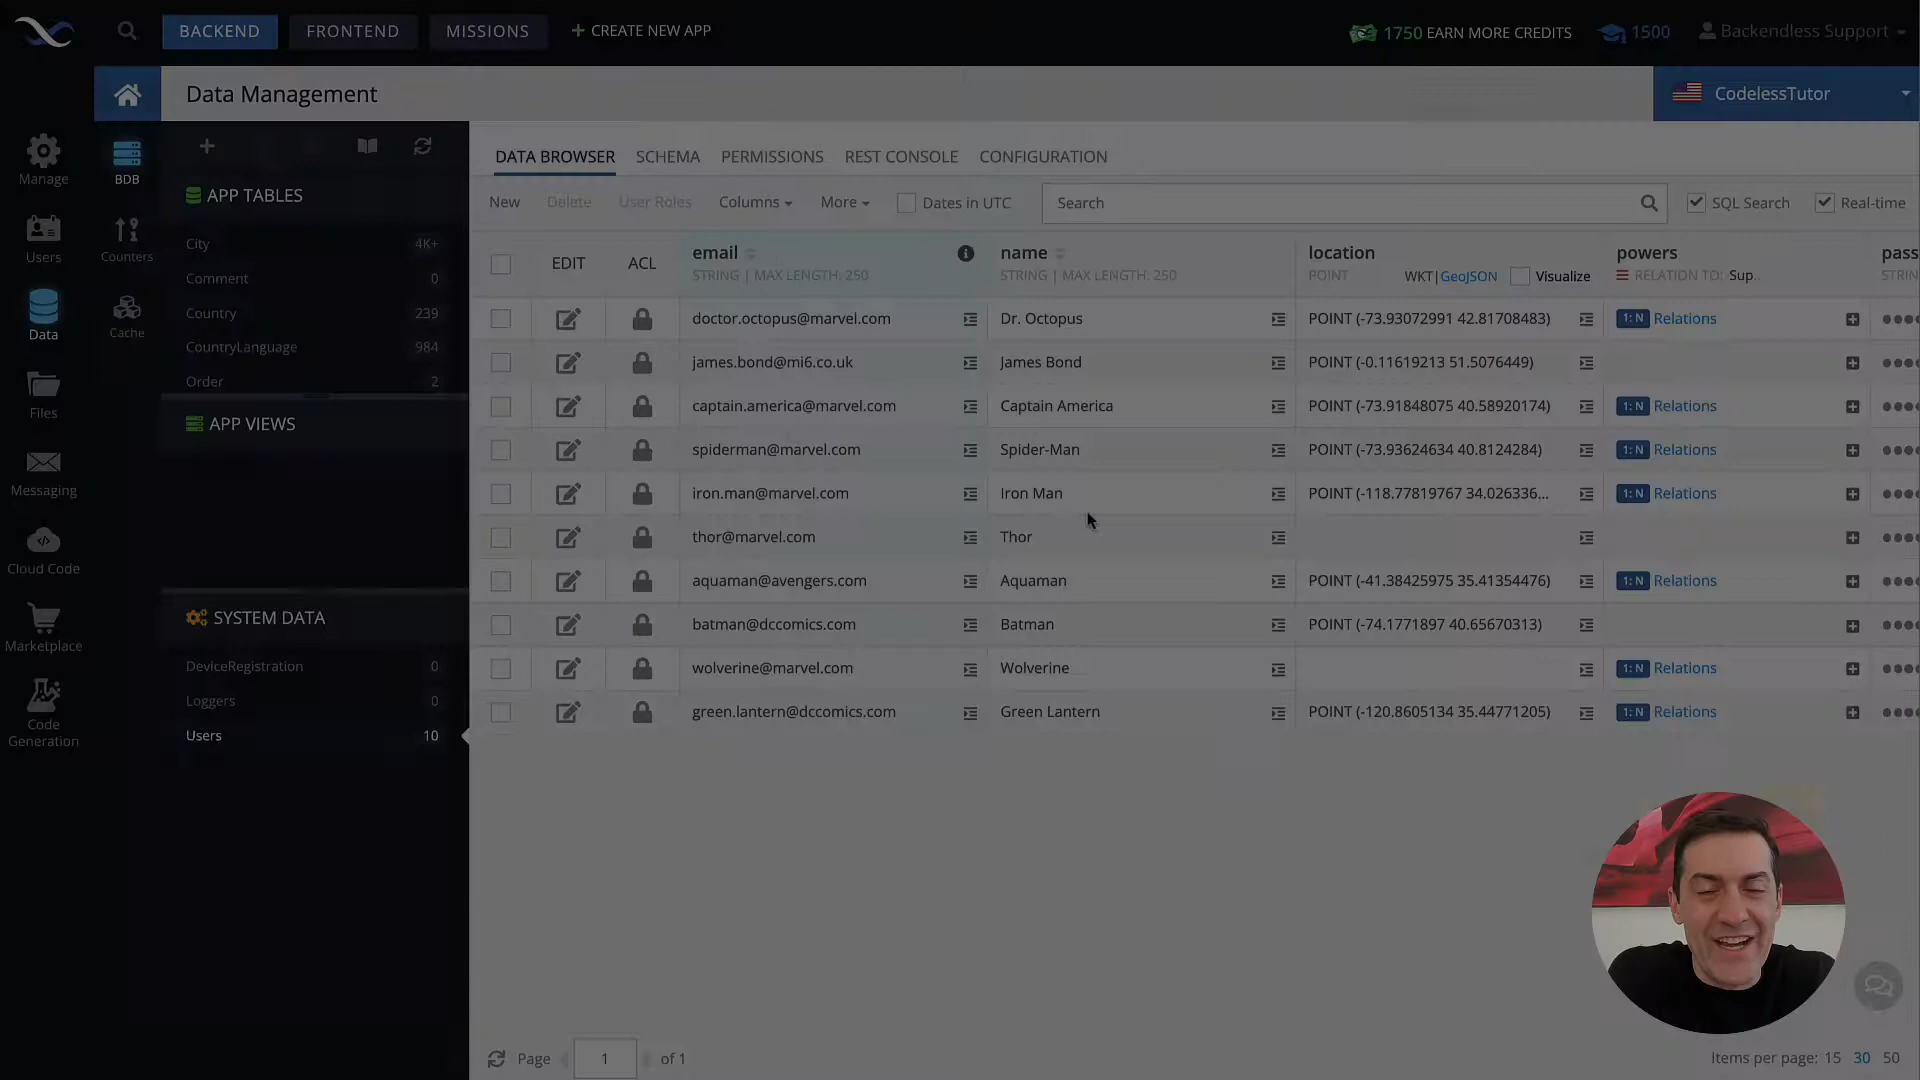 BACKEND FRONTEND MISSIONS + CREATE NEW APP 1750 EARN MORE CREDITS 1500 Backendless Support
Data Management CodelessTutor
Manage
Users
Data
Files
Messaging
Cloud Code
Marketplace
Code
Generation
BDB
Counters
Cache
APP TABLES
City 4K+
Comment 0
Country 239
CountryLanguage 984
Order 2
APP VIEWS
SYSTEM DATA
DeviceRegistration 0
Loggers 0
Users 10
DATA BROWSER SCHEMA PERMISSIONS REST CONSOLE CONFIGURATION
New Delete User Roles Columns More Dates in UTC Search SQL Search Real-time
EDIT ACL email name location powers pass
STRING | MAX LENGTH: 250 STRING | MAX LENGTH: 250 POINT WKT|GeoJSON Visualize RELATION TO: Sup.. STRIN
doctor.octopus@marvel.com Dr. Octopus POINT (-73.93072991 42.81708483) 1: N Relations
james.bond@mi6.co.uk James Bond POINT (-0.11619213 51.5076449)
captain.america@marvel.com Captain America POINT (-73.91848075 40.58920174) 1: N Relations
spiderman@marvel.com Spider-Man POINT (-73.93624634 40.8124284) 1: N Relations
iron.man@marvel.com Iron Man POINT (-118.77819767 34.026336... 1: N Relations
thor@marvel.com Thor
aquaman@avengers.com Aquaman POINT (-41.38425975 35.41354476) 1: N Relations
batman@dccomics.com Batman POINT (-74.1771897 40.65670313)
wolverine@marvel.com Wolverine 1: N Relations
green.lantern@dccomics.com Green Lantern POINT (-120.8605134 35.44771205) 1: N Relations
Page 1 of 1 Items per page: 15 30 50